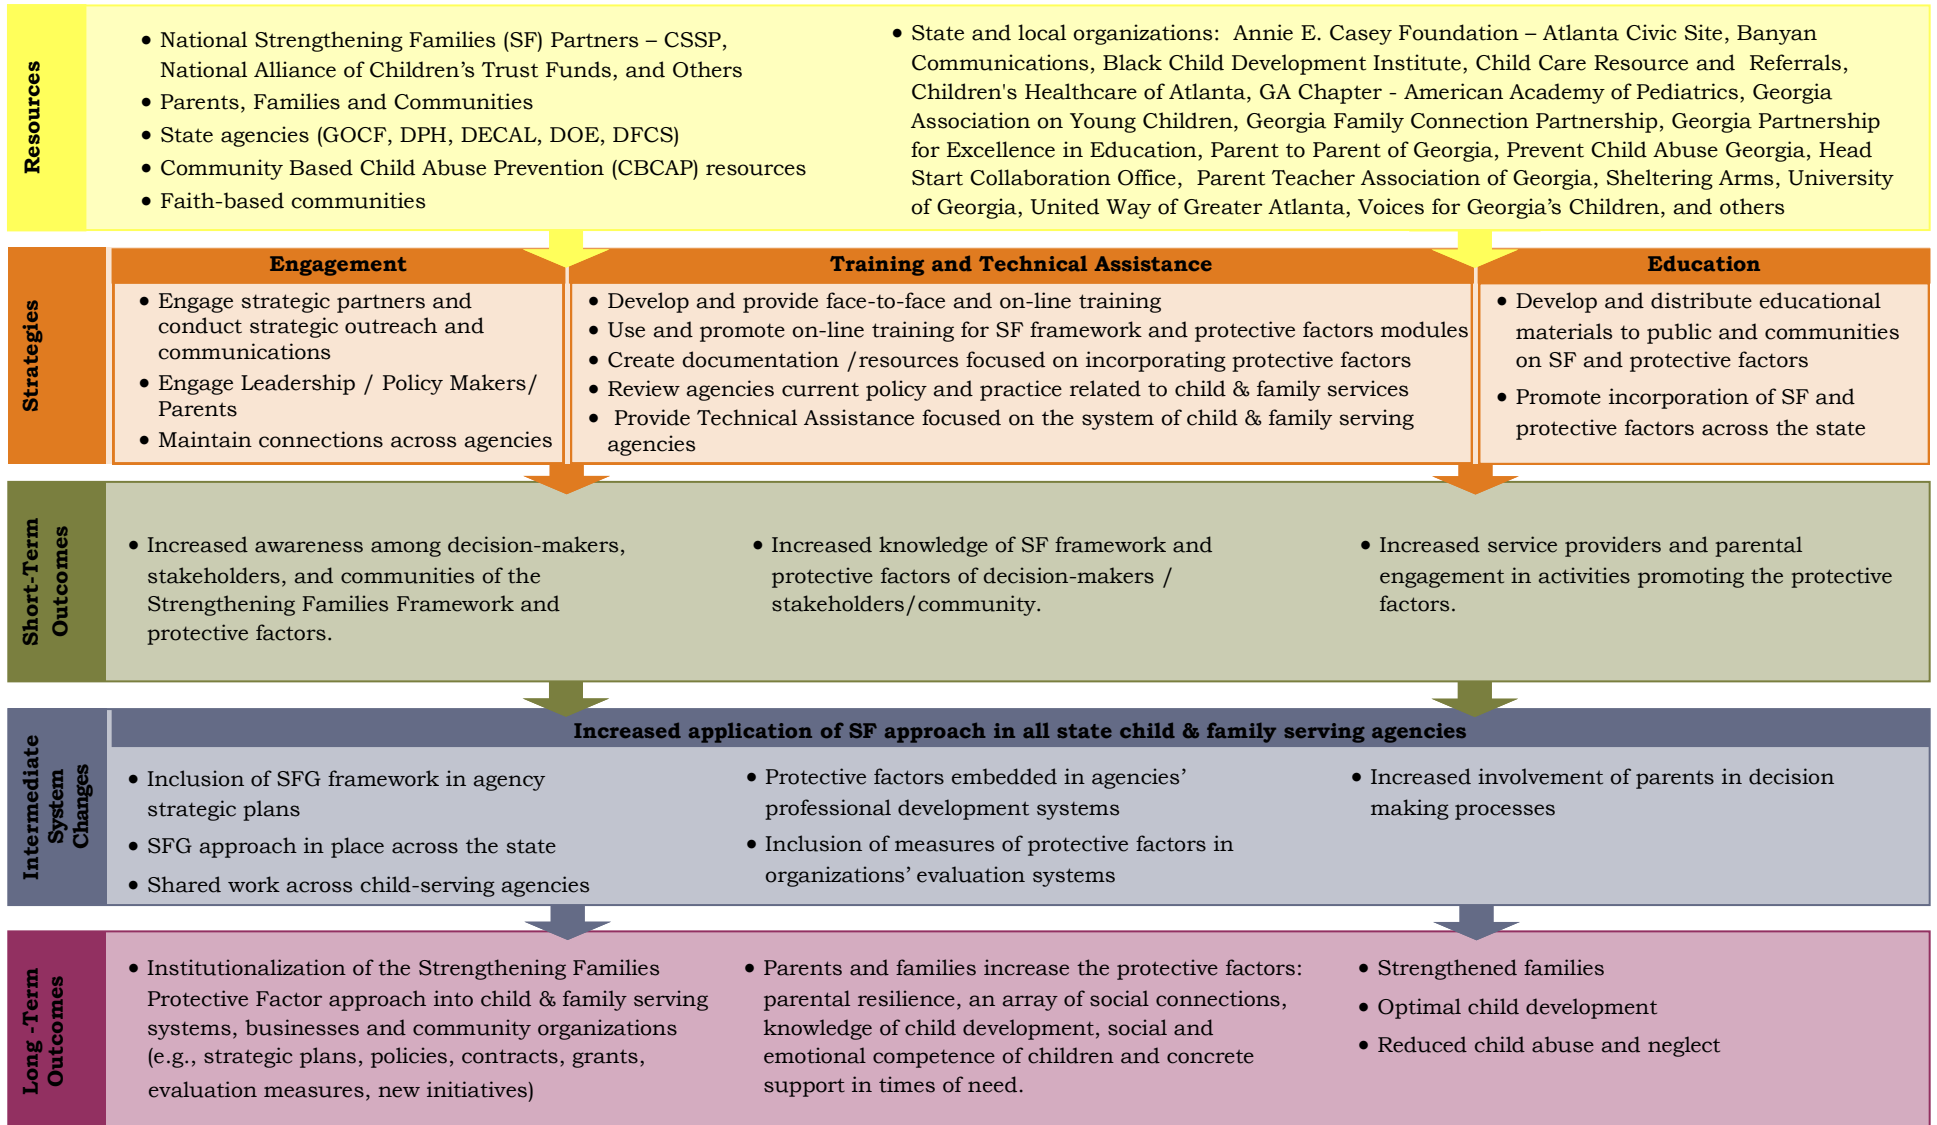 Resources
• National Strengthening Families (SF) Partners – CSSP,
National Alliance of Children’s Trust Funds, and Others
• Parents, Families and Communities
• State agencies (GOCF, DPH, DECAL, DOE, DFCS)
• Community Based Child Abuse Prevention (CBCAP) resources
• Faith-based communities
• State and local organizations:  Annie E. Casey Foundation – Atlanta Civic Site, Banyan
Communications, Black Child Development Institute, Child Care Resource and  Referrals,
Children's Healthcare of Atlanta, GA Chapter - American Academy of Pediatrics, Georgia
Association on Young Children, Georgia Family Connection Partnership, Georgia Partnership
for Excellence in Education, Parent to Parent of Georgia, Prevent Child Abuse Georgia, Head
Start Collaboration Office,  Parent Teacher Association of Georgia, Sheltering Arms, University
of Georgia, United Way of Greater Atlanta, Voices for Georgia’s Children, and others
Strategies
Engagement
• Engage strategic partners and
conduct strategic outreach and
communications
• Engage Leadership / Policy Makers/
Parents
• Maintain connections across agencies
Training and Technical Assistance
• Develop and provide face-to-face and on-line training
• Use and promote on-line training for SF framework and protective factors modules
• Create documentation /resources focused on incorporating protective factors
• Review agencies current policy and practice related to child & family services
• Provide Technical Assistance focused on the system of child & family serving
agencies
Education
• Develop and distribute educational
materials to public and communities
on SF and protective factors
• Promote incorporation of SF and
protective factors across the state
Short-Term
Outcomes
• Increased awareness among decision-makers,
stakeholders, and communities of the
Strengthening Families Framework and
protective factors.
• Increased knowledge of SF framework and
protective factors of decision-makers /
stakeholders/community.
• Increased service providers and parental
engagement in activities promoting the protective
factors.
Intermediate
System
Changes
Increased application of SF approach in all state child & family serving agencies
• Inclusion of SFG framework in agency
strategic plans
• SFG approach in place across the state
• Shared work across child-serving agencies
• Protective factors embedded in agencies’
professional development systems
• Inclusion of measures of protective factors in
organizations’ evaluation systems
• Increased involvement of parents in decision
making processes
Long -Term
Outcomes
• Institutionalization of the Strengthening Families
Protective Factor approach into child & family serving
systems, businesses and community organizations
(e.g., strategic plans, policies, contracts, grants,
evaluation measures, new initiatives)
• Parents and families increase the protective factors:
parental resilience, an array of social connections,
knowledge of child development, social and
emotional competence of children and concrete
support in times of need.
• Strengthened families
• Optimal child development
• Reduced child abuse and neglect